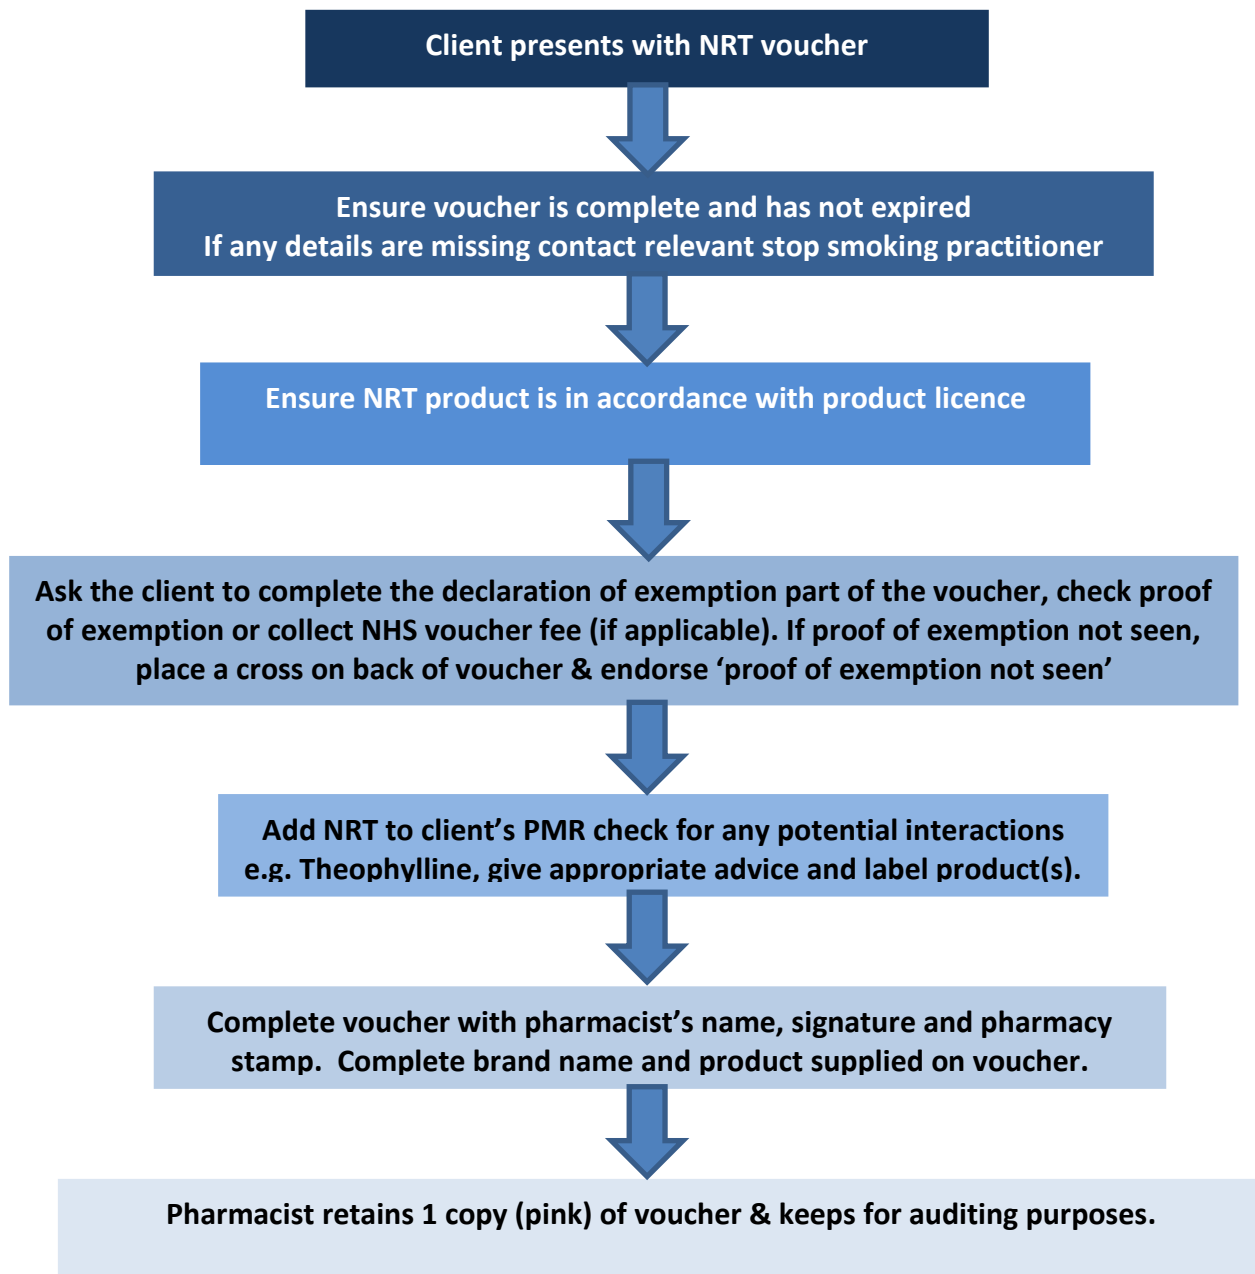 Client presents with NRT voucher
Ensure voucher is complete and has not expired
If any details are missing contact relevant stop smoking practitioner
Ensure NRT product is in accordance with product licence
Ask the client to complete the declaration of exemption part of the voucher, check proof
of exemption or collect NHS voucher fee (if applicable). If proof of exemption not seen,
place a cross on back of voucher & endorse ‘proof of exemption not seen’
Add NRT to client’s PMR check for any potential interactions
e.g. Theophylline, give appropriate advice and label product(s).
Complete voucher with pharmacist’s name, signature and pharmacy
stamp.  Complete brand name and product supplied on voucher.
Pharmacist retains 1 copy (pink) of voucher & keeps for auditing purposes.